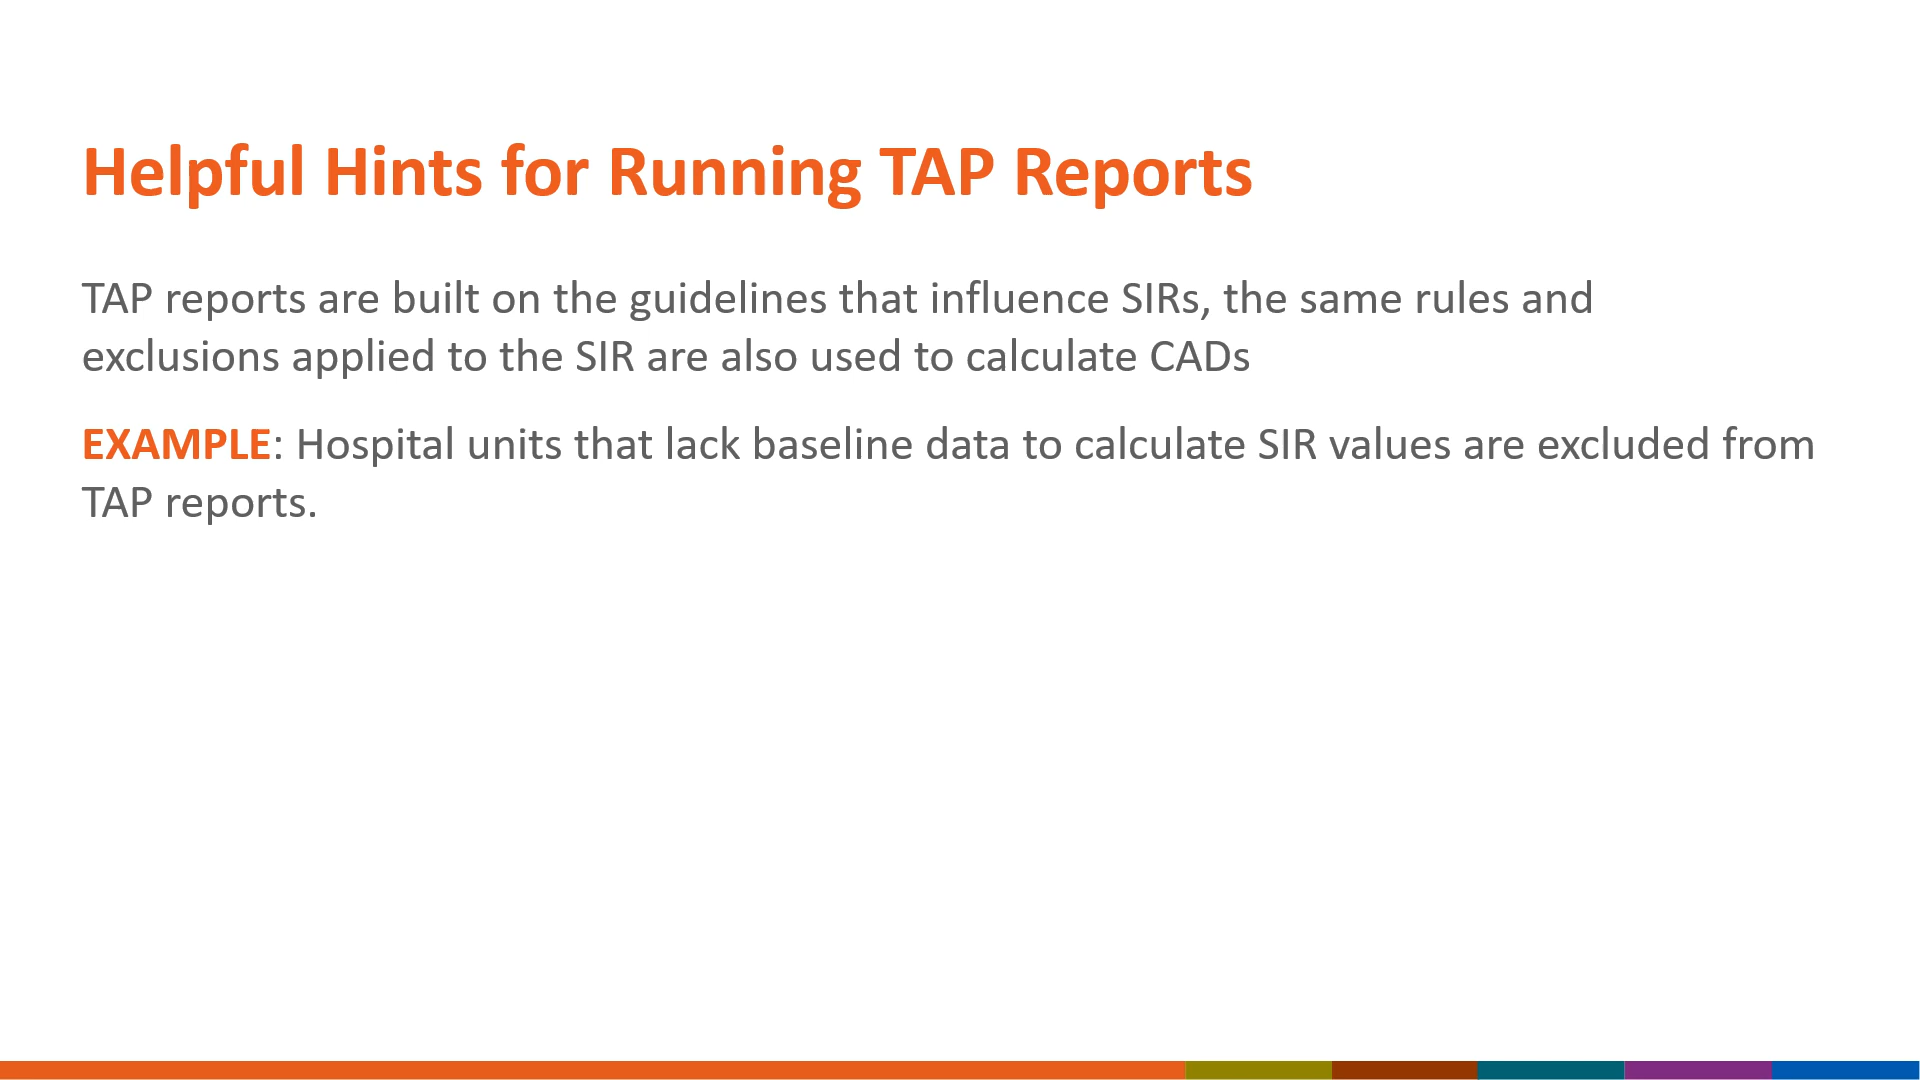 Helpful Hints for Running TAP Reports
TAP reports are built on the guidelines that influence SIRs, the same rules and
exclusions applied to the SIR are also used to calculate CADs
EXAMPLE: Hospital units that lack baseline data to calculate SIR values are excluded from
TAP reports.